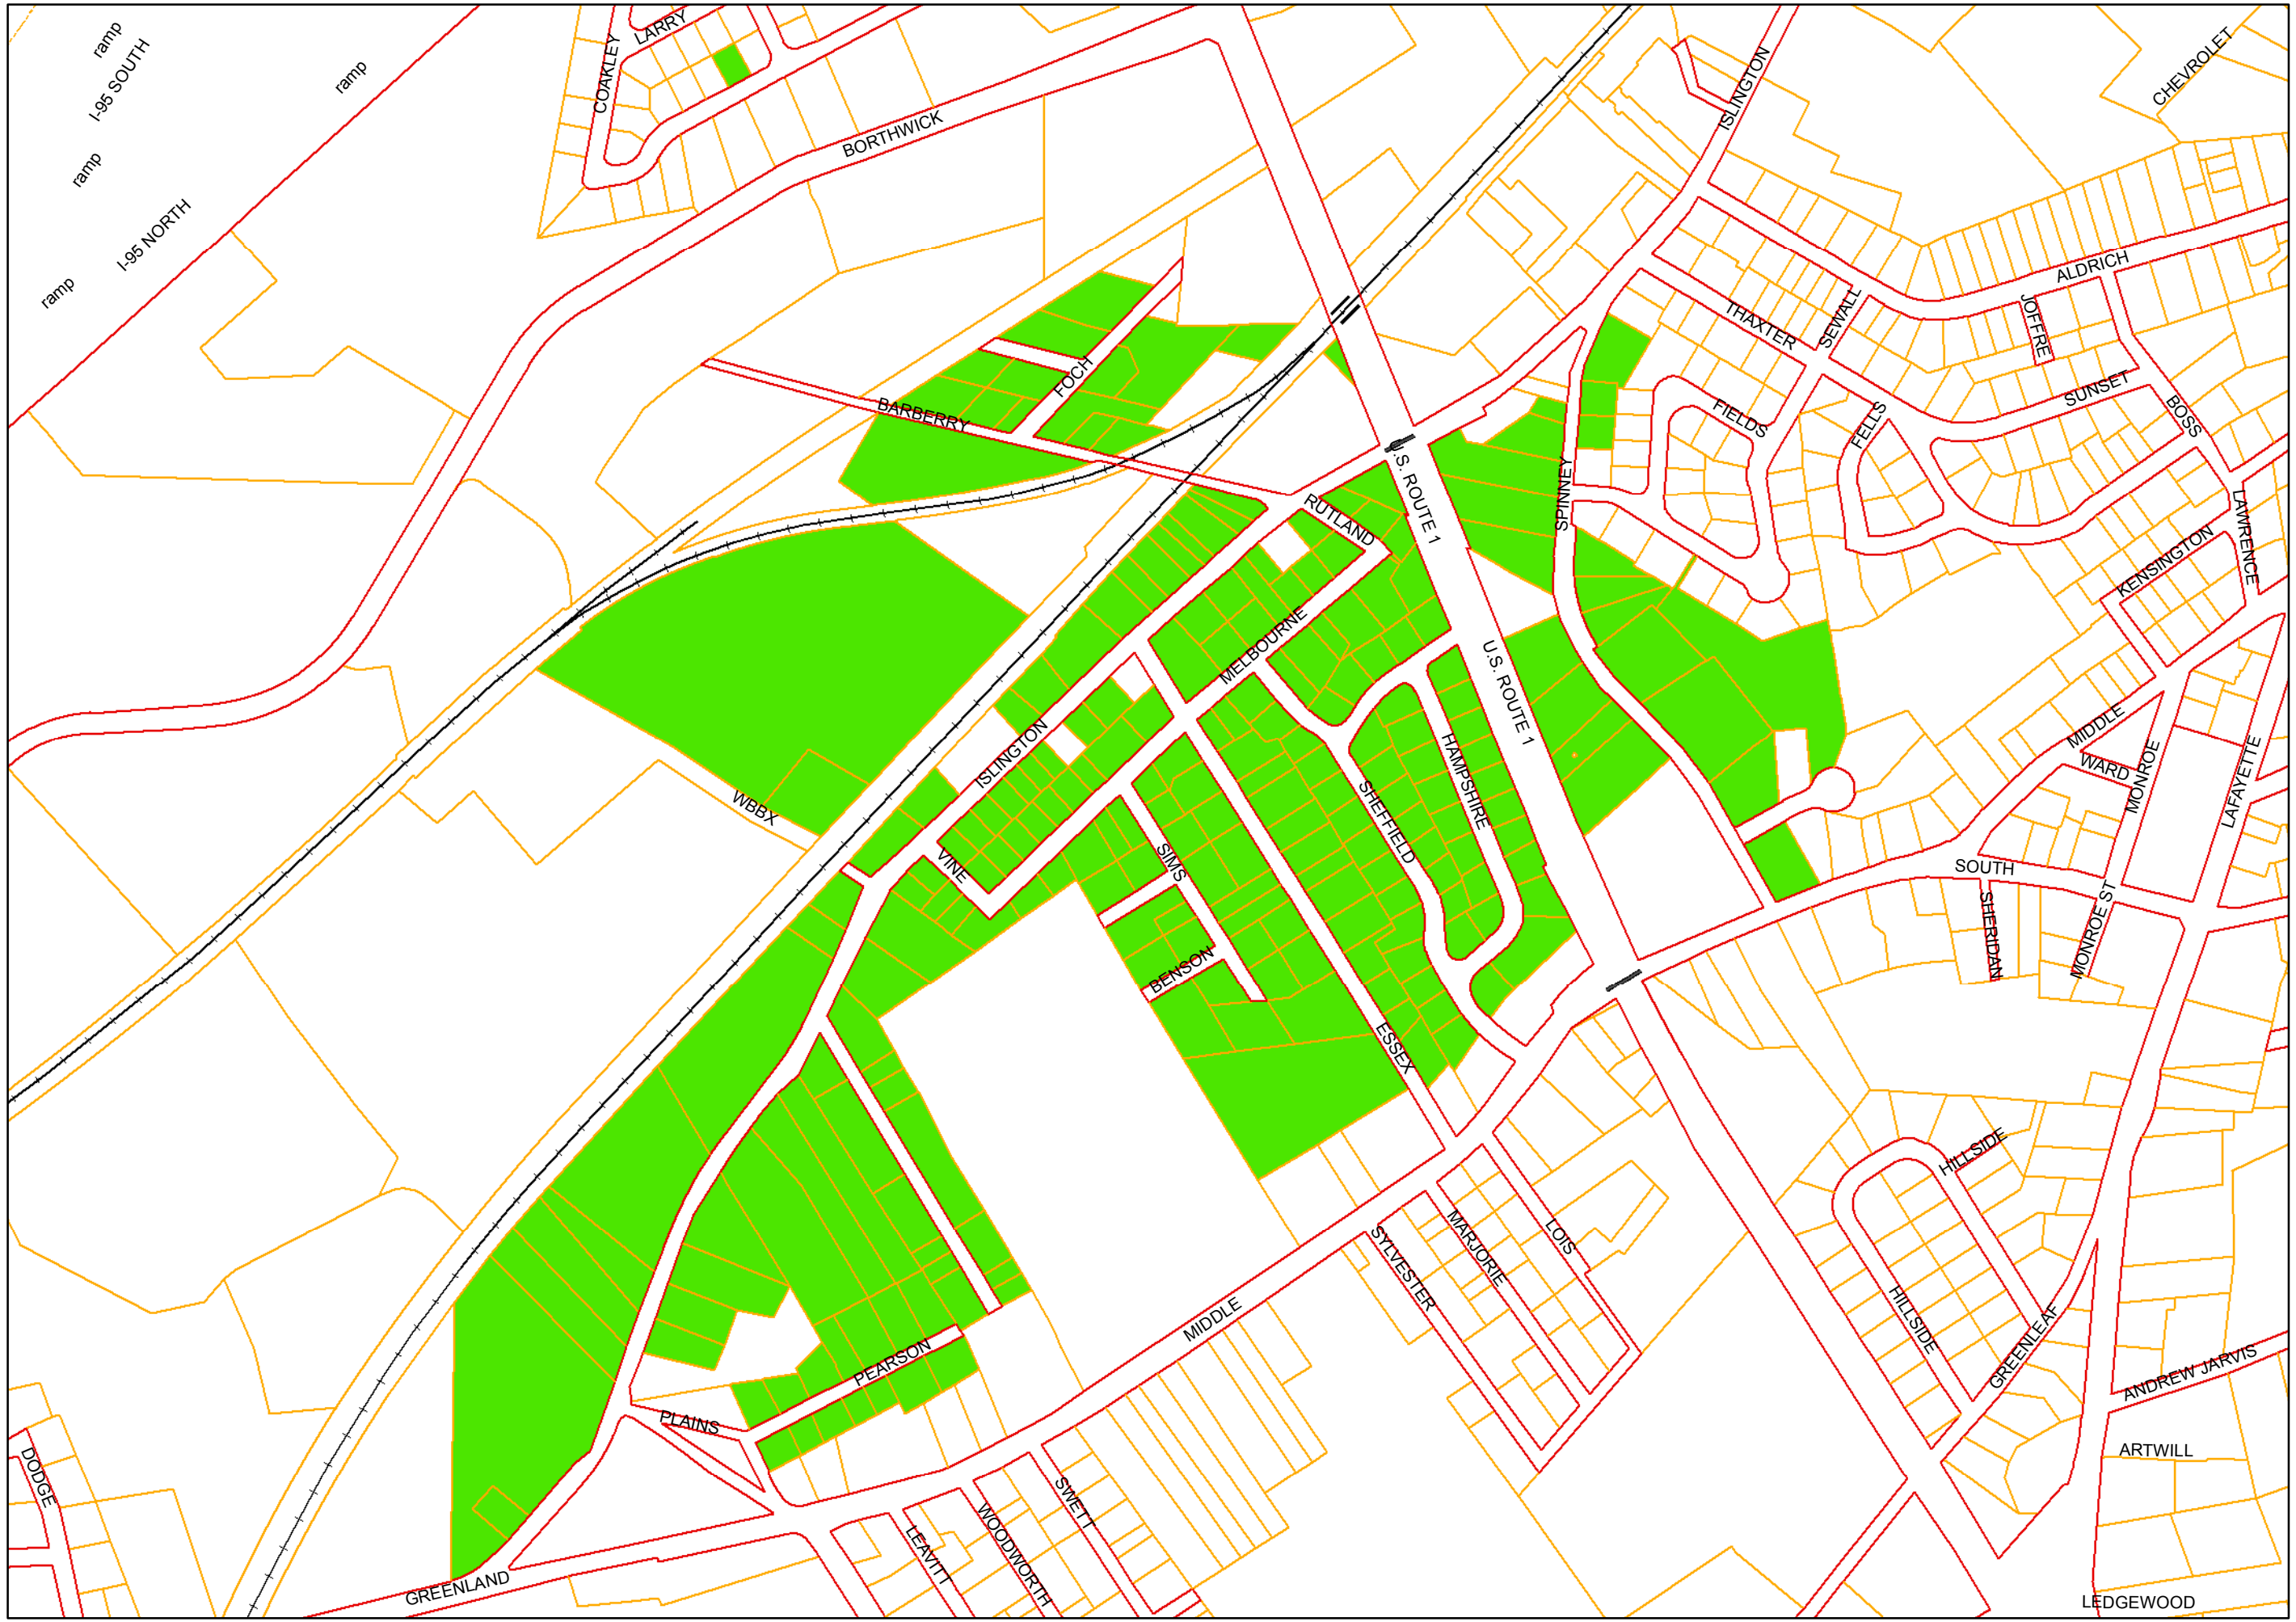 ramp
I-95 SOUTH
ramp
ramp
I-95 NORTH
ramp
LARRY
COAKLEY
BORTHWICK
ISLINGTON
CHEVROLET
ALDRICH
JOFFRE
SEWALL
THAXTER
SUNSET
BOSS
FIELDS
FELLS
FOCH
BARBERRY
RUTLAND
U.S. ROUTE 1
SPINNEY
LAWRENCE
KENSINGTON
MELBOURNE
U.S. ROUTE 1
MIDDLE
WARD
MONROE
LAFAYETTE
ISLINGTON
HAMPSHIRE
SHEFFIELD
WBBX
VINE
SIMS
SOUTH
SHERIDAN
MONROE ST
BENSON
ESSEX
HILLSIDE
SYLVESTER
MARJORIE
LOIS
MIDDLE
HILLSIDE
GREENLEAF
PEARSON
PLAINS
ANDREW JARVIS
ARTWILL
DODGE
SWETT
WOODWORTH
LEAVITT
GREENLAND
LEDGEWOOD